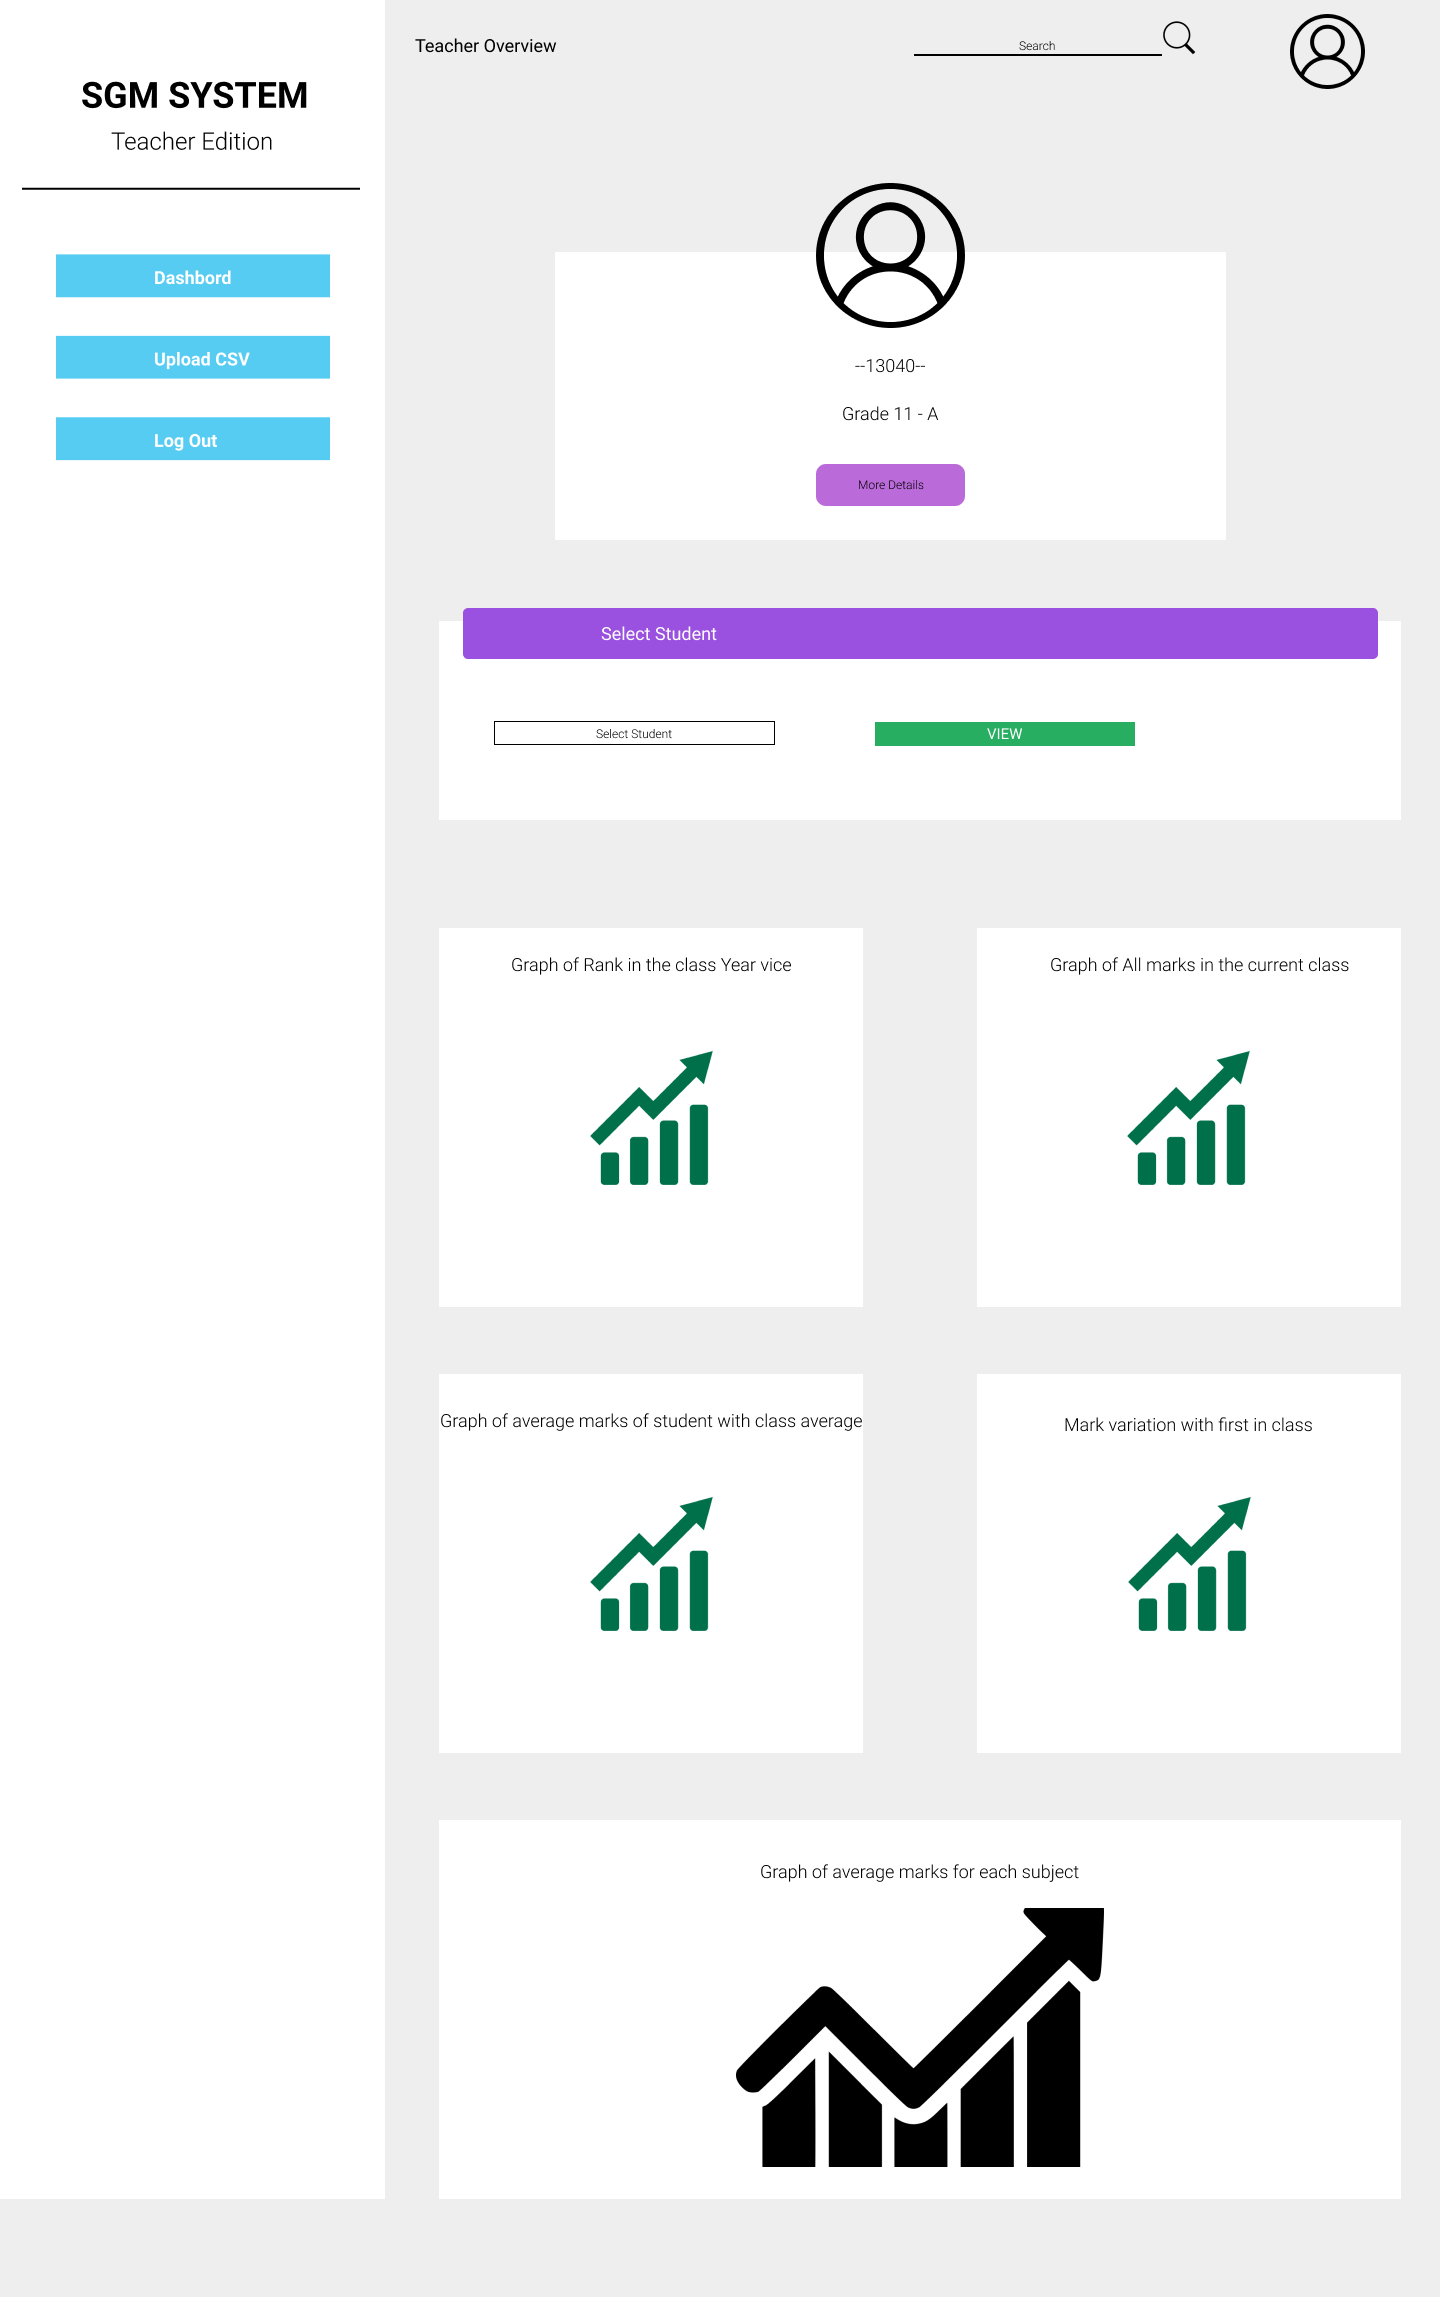 SGM SYSTEM
Teacher Edition
Dashbord
Upload CSV
Log Out
Teacher Overview
Search
--13040--
Grade 11 - A
More Details
Select Student
Select Student
VIEW
Graph of Rank in the class Year vice
Graph of All marks in the current class
Graph of average marks of student with class average
Mark variation with first in class
Graph of average marks for each subject